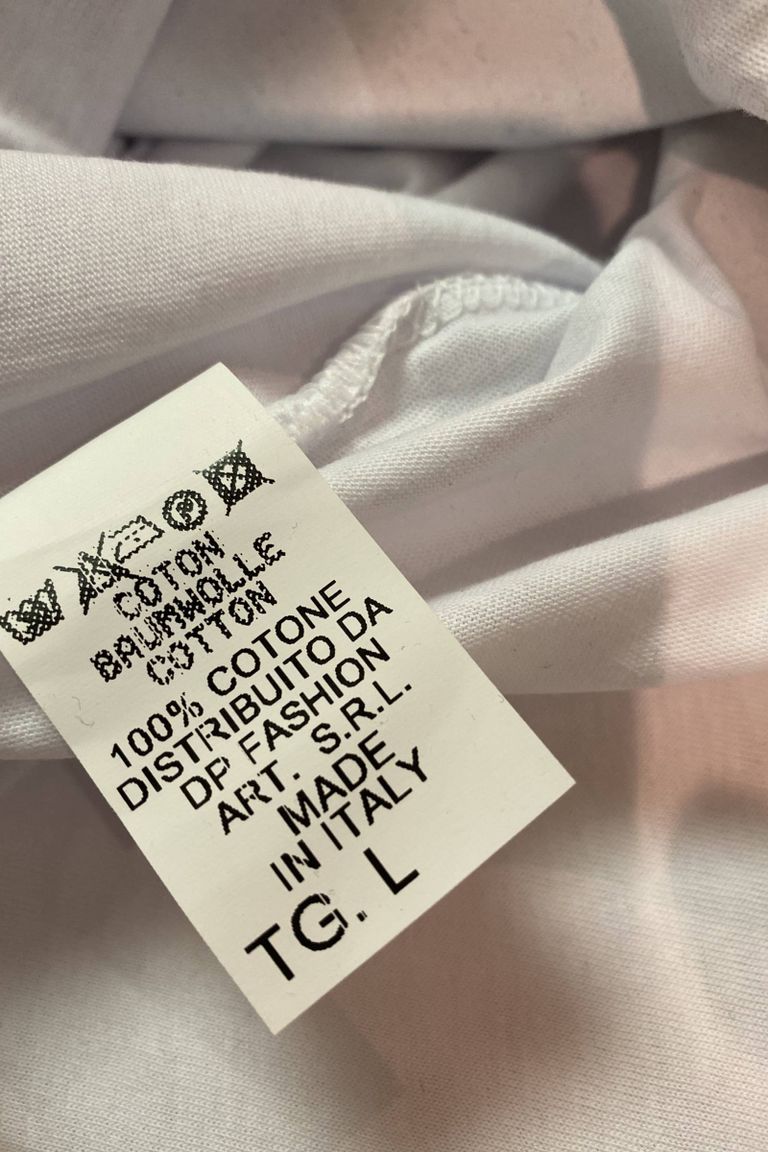 COTON
BAUMWOLLE
COTTON
100% COTONE
DISTRIBUITO DA
DP FASHION
ART. S.R.L.
MADE
IN ITALY
TG. L